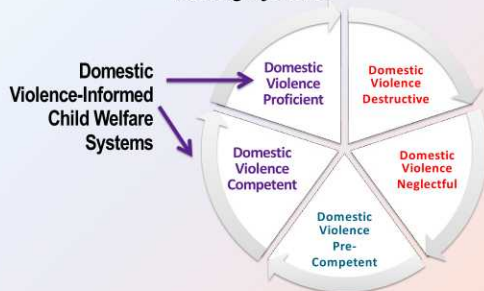 Domestic
Violence-Informed
Child Welfare
Systems
Domestic
Violence
Proficient
Domestic
Violence
Destructive
Domestic
Violence
Neglectful
Domestic
Violence
Pre-
Competent
Domestic
Violence
Competent